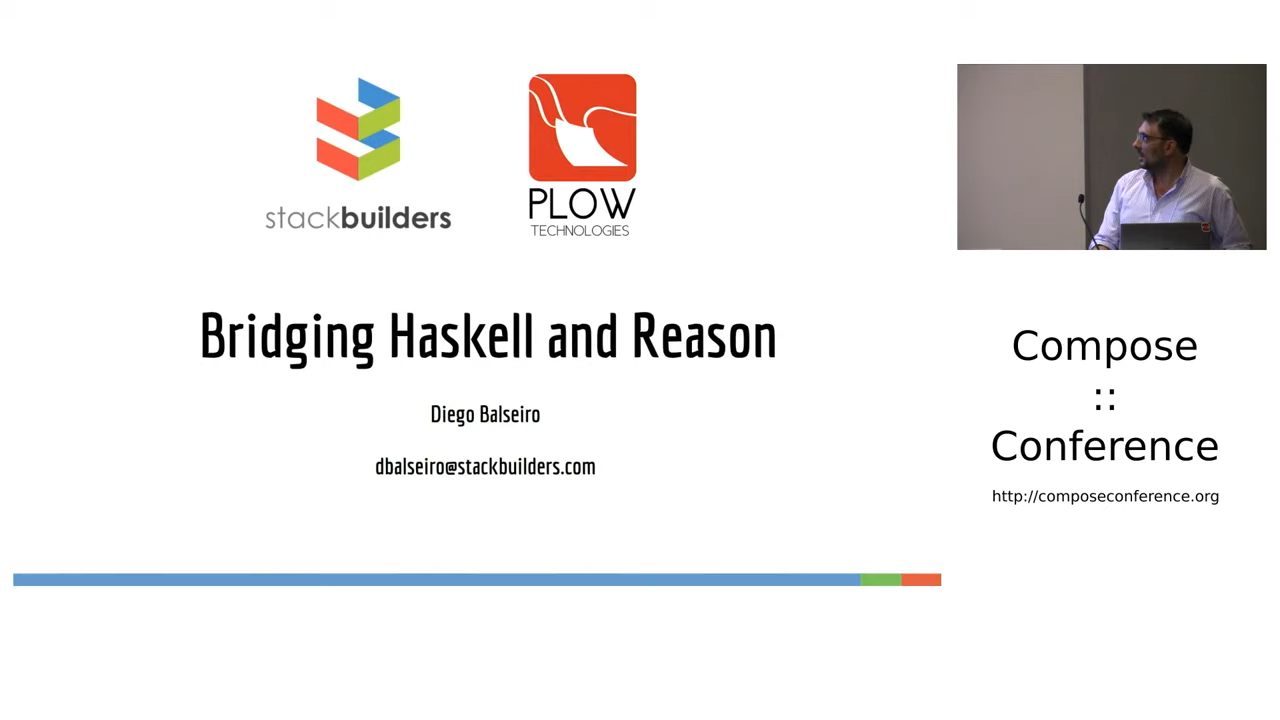 stackbuilders
PLOW
TECHNOLOGIES
Bridging Haskell and Reason
Diego Balseiro
dbalseiro@stackbuilders.com
Compose
::
Conference
http://composeconference.org